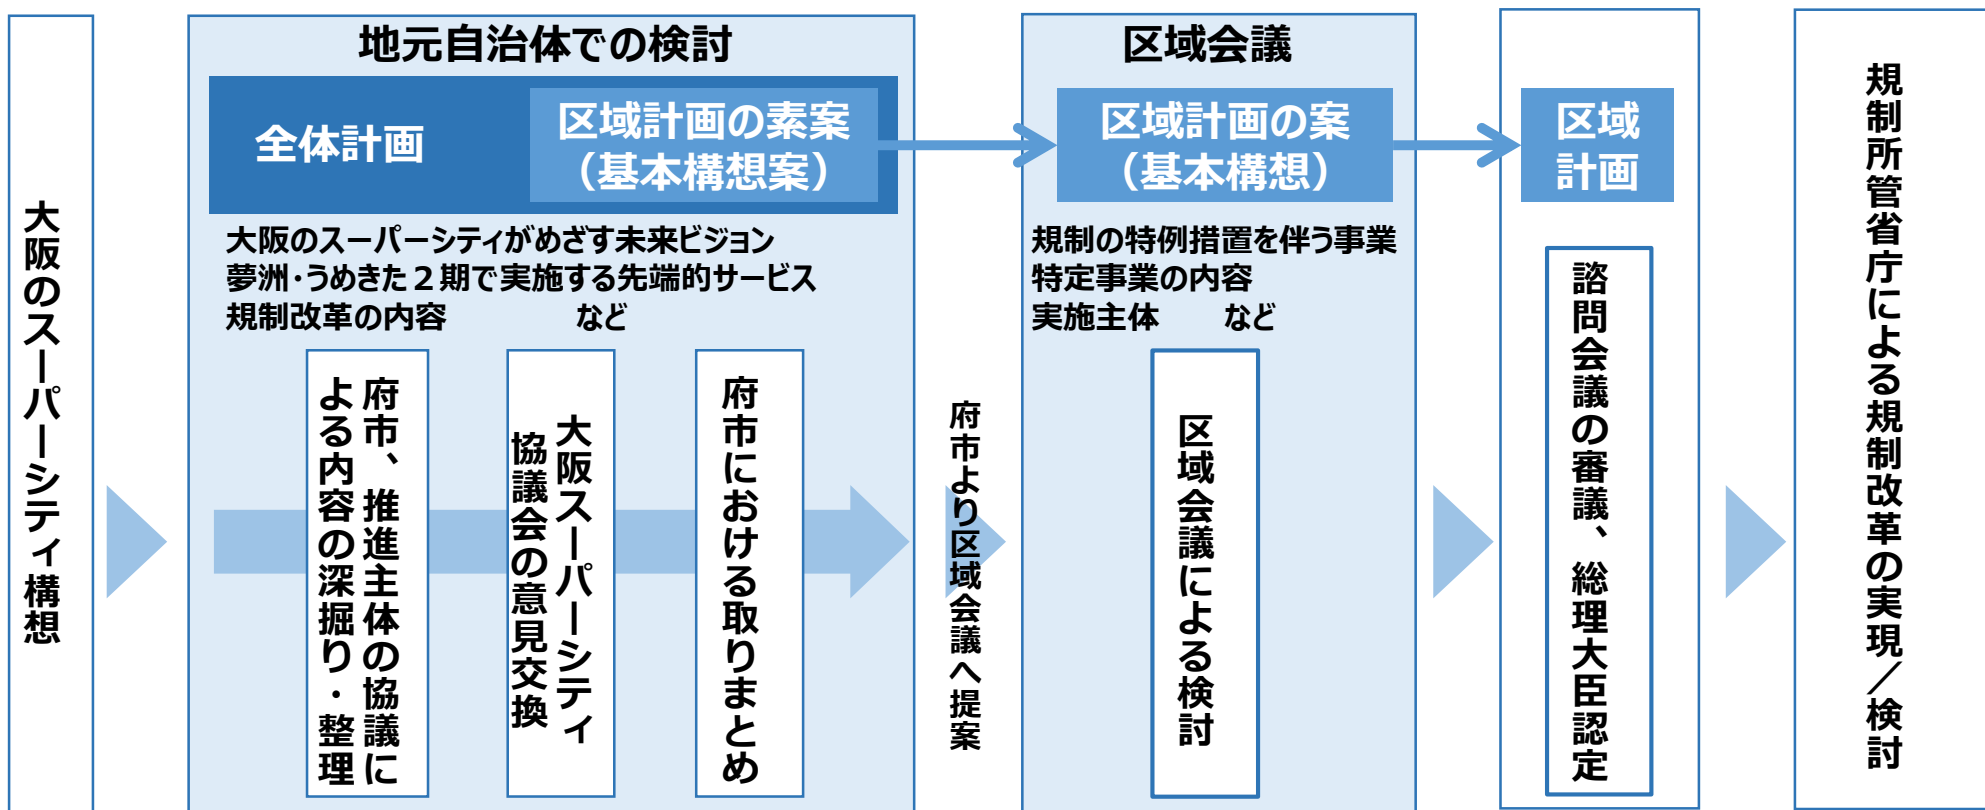 大阪のスーパーシティ構想
地元自治体での検討
全体計画
区域計画の素案
（基本構想案）
大阪のスーパーシティがめざす未来ビジョン
夢洲・うめきた２期で実施する先端的サービス
規制改革の内容　　　など
府市、推進主体の協議に
よる内容の深掘り・整理
大阪スーパーシティ
協議会の意見交換
府市における取りまとめ
府市より区域会議へ提案
区域会議
区域計画の案
（基本構想）
規制の特例措置を伴う事業
特定事業の内容
実施主体　　など
区域会議による検討
区域
計画
諮問会議の審議、総理大臣認定
規制所管省庁による規制改革の実現／検討